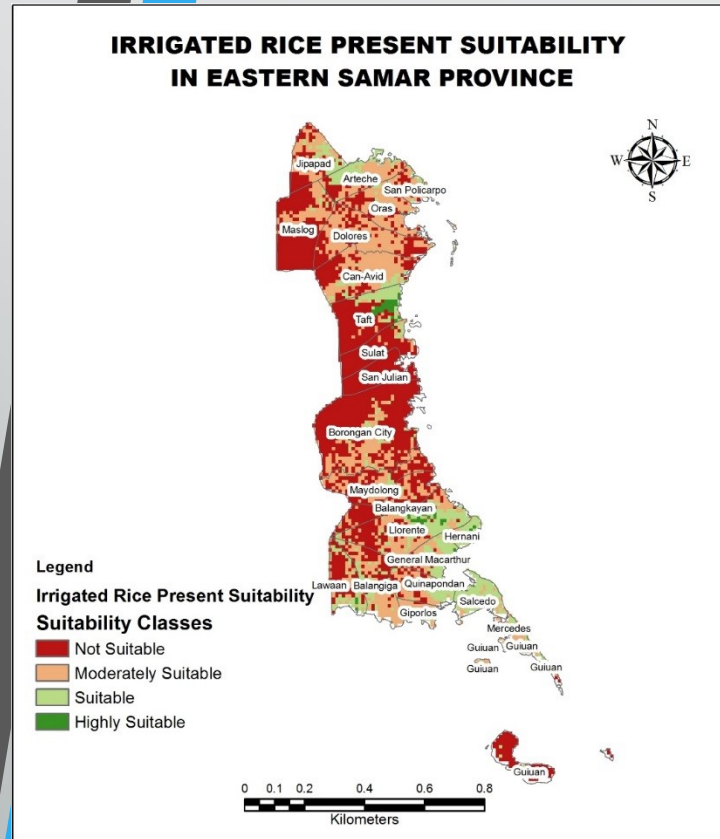 IRRIGATED RICE PRESENT SUITABILITY
IN EASTERN SAMAR PROVINCE
N
W E
S
Jipapad
Arteche
San Policarpo
Oras
Maslog
Dolores
Can-Avid
Taft
Sulat
San Julian
Borongan City
Maydolong
Balangkayan
Llorente
Hernani
General Macarthur
Lawaan Balangiga Quinapondan
Salcedo
Giporlos
Mercedes
Guiuan Guiuan
Guiuan Guiuan
Guiuan
Legend
Irrigated Rice Present Suitability
Suitability Classes
Not Suitable
Moderately Suitable
Suitable
Highly Suitable
0 0.1 0.2 0.4 0.6 0.8
Kilometers